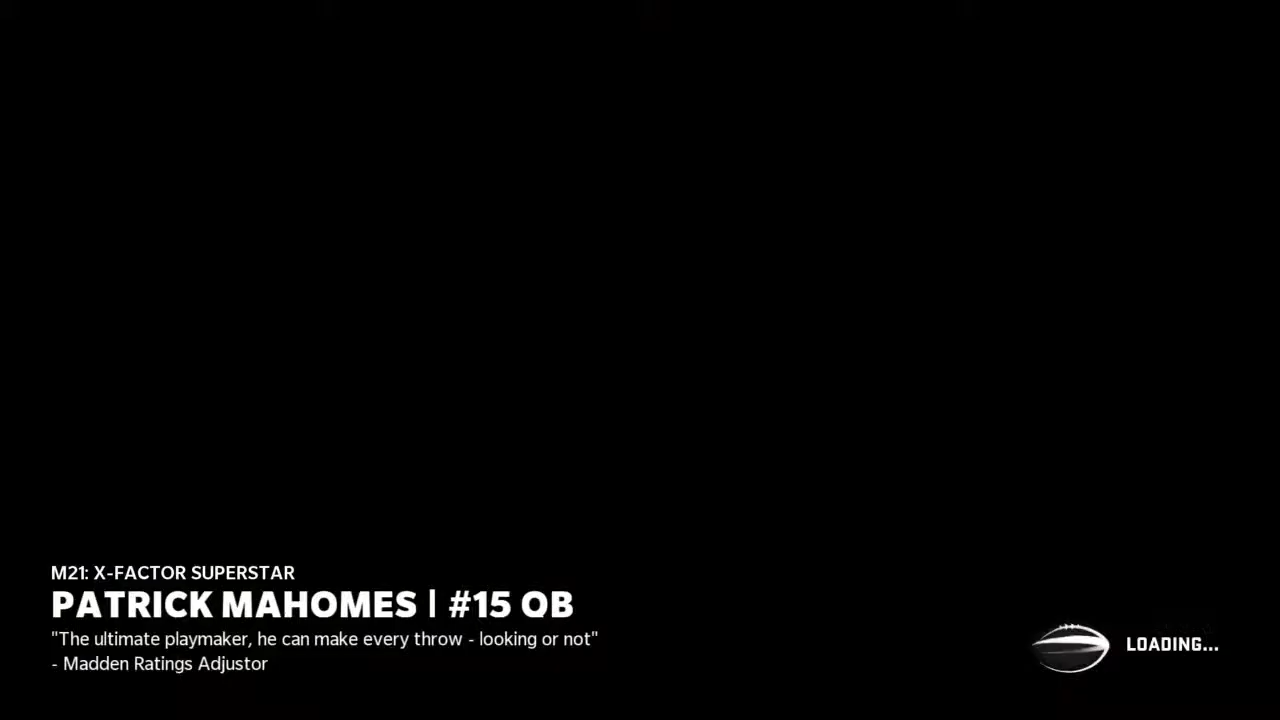 M21: X-FACTOR SUPERSTAR
PATRICK MAHOMES | #15 QB
"The ultimate playmaker, he can make every throw - looking or not"
- Madden Ratings Adjustor
LOADING...